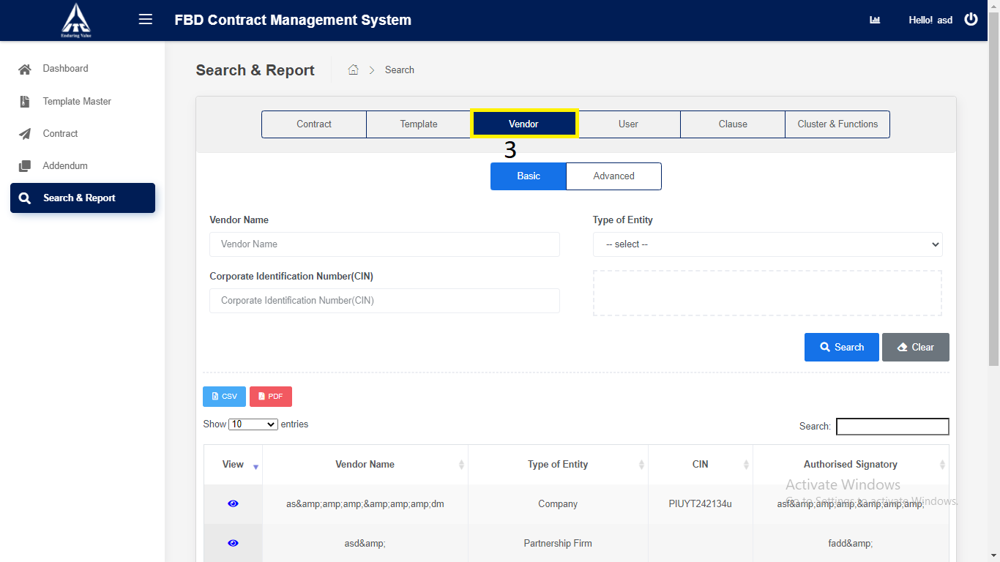 Enduring Value
FBD Contract Management System
Hello! asd
Dashboard
Template Master
Contract
Addendum
Search & Report
Search & Report
Search
Contract Template Vendor User Clause Cluster & Functions
3
Basic Advanced
Vendor Name
Vendor Name
Type of Entity
-- select --
Corporate Identification Number(CIN)
Corporate Identification Number(CIN)
Search Clear
CSV PDF
Show 10 entries
Search:
View Vendor Name Type of Entity CIN Authorised Signatory
Activate Windows
Go to Settings to activate Windows.
as&amp;amp;amp;&amp;amp;amp;dm Company PIUYT242134u asf&amp;amp;amp;&amp;amp;amp;
asd&amp; Partnership Firm fadd&amp;